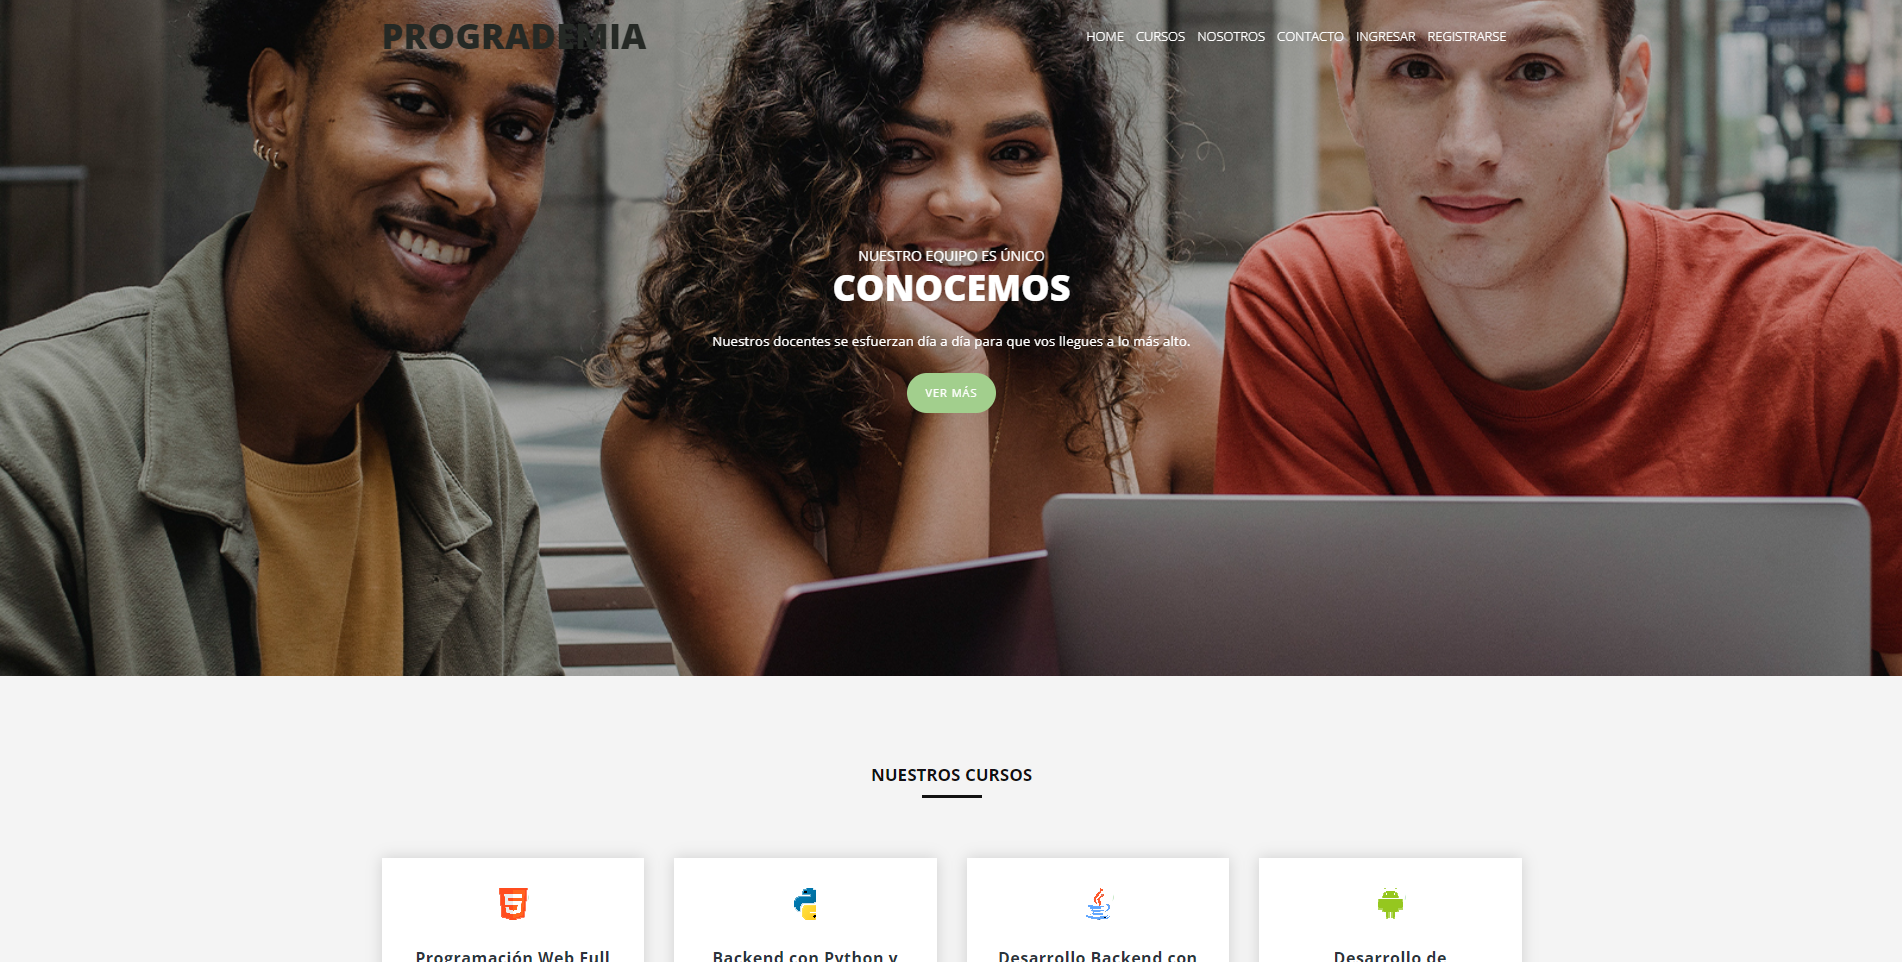 PROGRADEMIA
HOME CURSOS NOSOTROS CONTACTO INGRESAR REGISTRARSE
NUESTRO EQUIPO ES ÚNICO
CONOCEMOS
Nuestros docentes se esfuerzan día a día para que vos llegues a lo más alto.
VER MÁS
NUESTROS CURSOS
Programación Web Full
Backend con Python y
Desarrollo Backend con
Desarrollo de